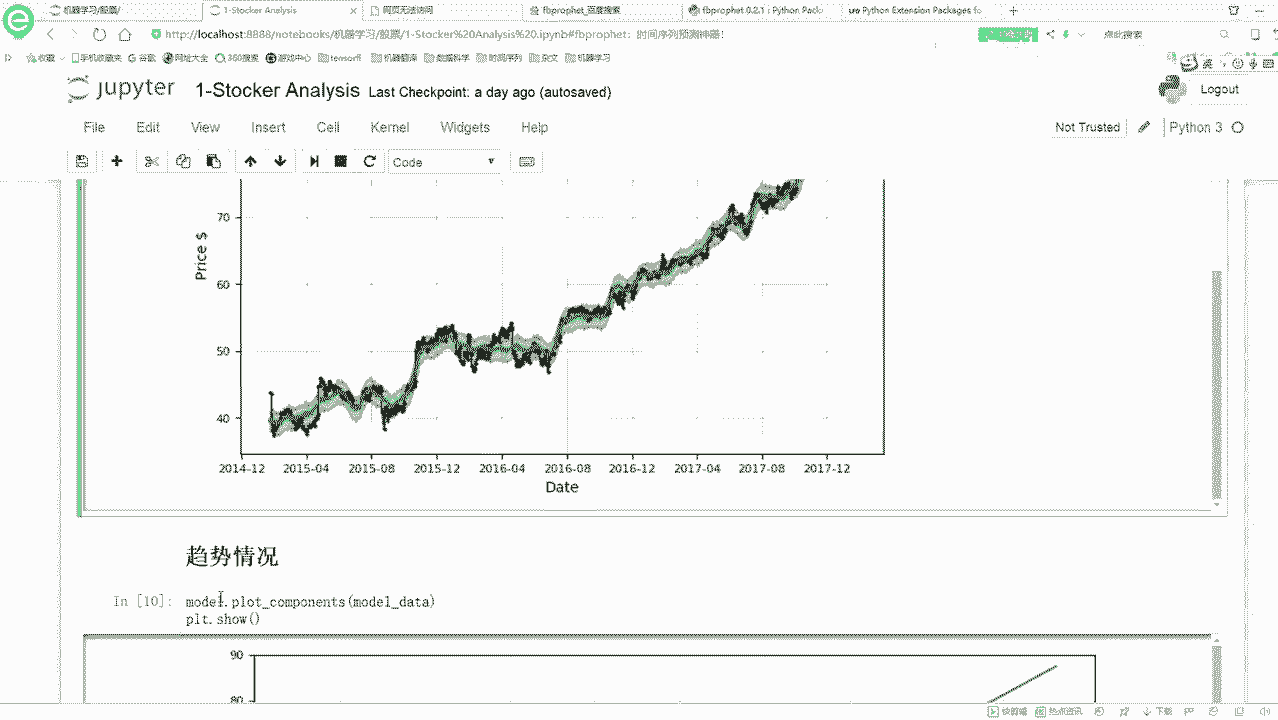 机器学习/股票/
1-Stocker Analysis
网页无法访问
fbprophet_百度搜索
fbprophet 0.2.1 : Python Pack
Python Extension Packages fo
http://localhost:8888/
机器学习/股票/1-Stocker%20Analysis%20.ipynb#fbprophet：时间序列预测神器！
点此搜索
收藏
手机收藏夹
谷歌
网址大全
360搜索
游戏中心
tensorfl
机器翻译
数据科学
时间序列
杂文
机器学习
jupyter
1-Stocker Analysis
Last Checkpoint: a day ago (autosaved)
Logout
File
Edit
View
Insert
Cell
Kernel
Widgets
Help
Not Trusted
Python 3
Code
Price $
70
60
50
40
2014-12
2015-04
2015-08
2015-12
2016-04
2016-08
2016-12
2017-04
2017-08
2017-12
Date
趋势情况
In [10]:
model.plot_components(model_data)
plt.show()
90
80
快剪辑
热点资讯
下载